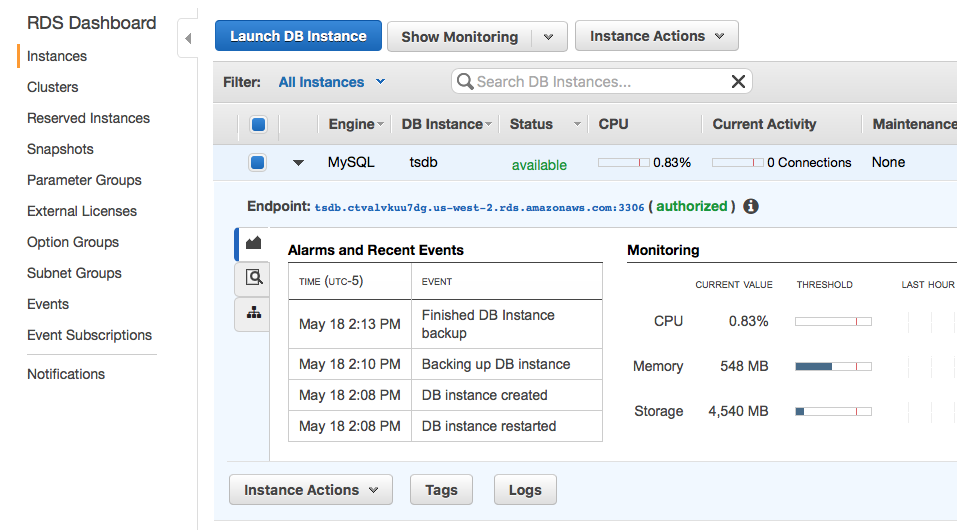 RDS Dashboard
Instances
Clusters
Reserved Instances
Snapshots
Parameter Groups
External Licenses
Option Groups
Subnet Groups
Events
Event Subscriptions
Notifications
Launch DB Instance Show Monitoring Instance Actions
Filter: All Instances Search DB Instances...
Engine DB Instance Status CPU Current Activity Maintenance
MySQL tsdb available 0.83% 0 Connections None
Endpoint: tsdb.ctvalvkuu7dg.us-west-2.rds.amazonaws.com:3306 ( authorized )
Alarms and Recent Events
TIME (UTC-5) EVENT
May 18 2:13 PM Finished DB Instance
backup
May 18 2:10 PM Backing up DB instance
May 18 2:08 PM DB instance created
May 18 2:08 PM DB instance restarted
Monitoring
CURRENT VALUE THRESHOLD LAST HOUR
CPU 0.83%
Memory 548 MB
Storage 4,540 MB
Instance Actions Tags Logs